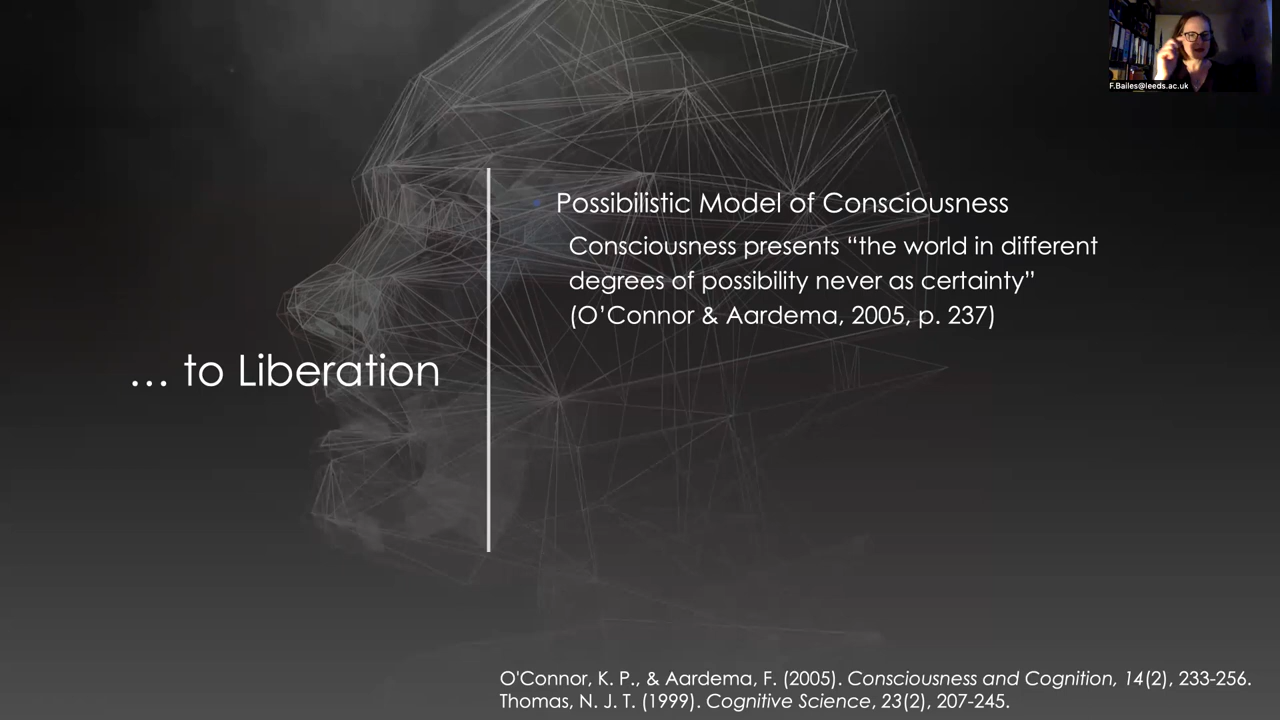 F.Bailes@leeds.ac.uk
Possibilistic Model of Consciousness
Consciousness presents “the world in different
degrees of possibility never as certainty”
(O’Connor & Aardema, 2005, p. 237)
… to Liberation
O'Connor, K. P., & Aardema, F. (2005). Consciousness and Cognition, 14(2), 233-256.
Thomas, N. J. T. (1999). Cognitive Science, 23(2), 207-245.